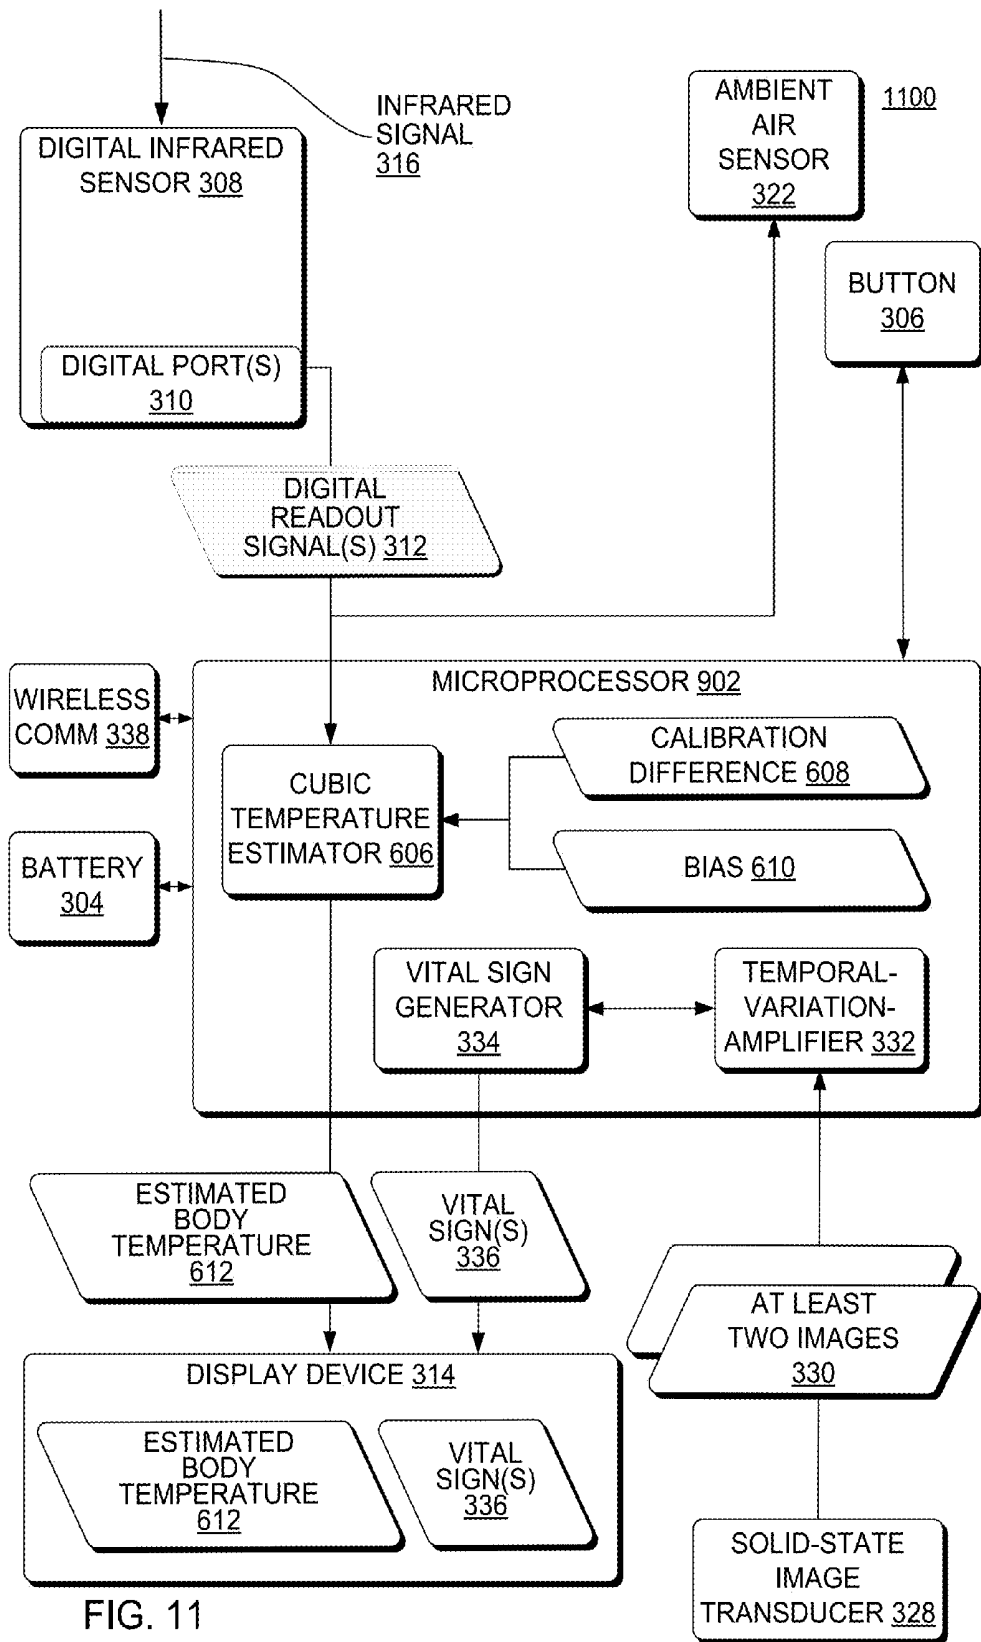 INFRARED
SIGNAL
316
AMBIENT
AIR
SENSOR
322
1100
DIGITAL INFRARED
SENSOR 308
BUTTON
306
DIGITAL PORT(S)
310
DIGITAL
READOUT
SIGNAL(S) 312
MICROPROCESSOR 902
WIRELESS
COMM 338
CALIBRATION
DIFFERENCE 608
CUBIC
TEMPERATURE
ESTIMATOR 606
BATTERY
304
BIAS 610
VITAL SIGN
GENERATOR
334
TEMPORAL-
VARIATION-
AMPLIFIER 332
ESTIMATED
BODY
TEMPERATURE
612
VITAL
SIGN(S)
336
AT LEAST
TWO IMAGES
330
DISPLAY DEVICE 314
ESTIMATED
BODY
TEMPERATURE
612
VITAL
SIGN(S)
336
SOLID-STATE
IMAGE
TRANSDUCER 328
FIG. 11